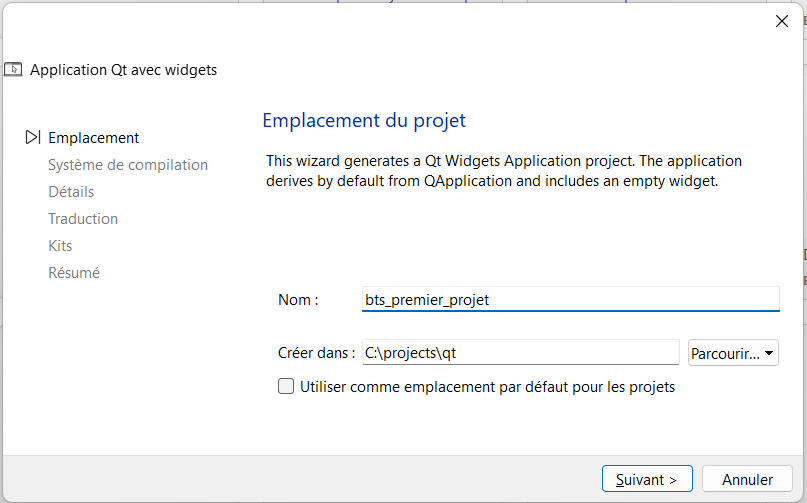 Application Qt avec widgets
Emplacement
Système de compilation
Détails
Traduction
Kits
Résumé
Emplacement du projet
This wizard generates a Qt Widgets Application project. The application
derives by default from QApplication and includes an empty widget.
Nom :
bts_premier_projet
Créer dans :
C:\projects\qt
Parcourir...
Utiliser comme emplacement par défaut pour les projets
Suivant >
Annuler